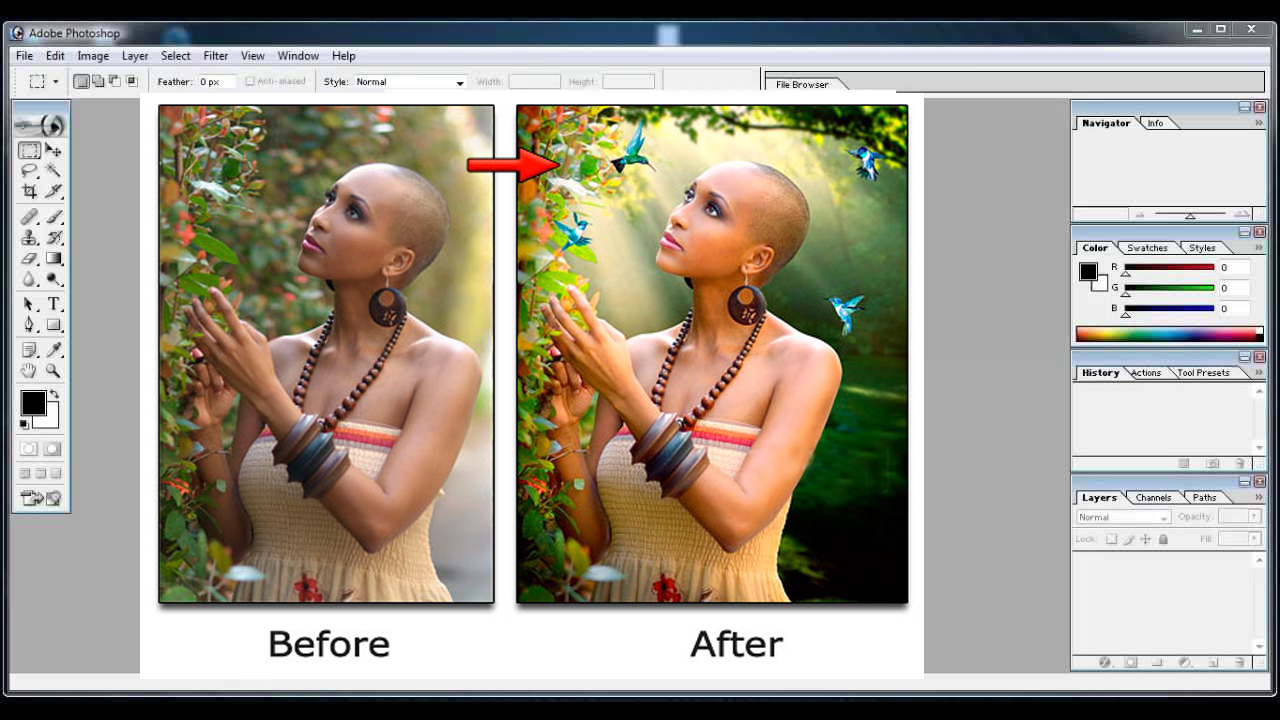 Adobe Photoshop
File Edit Image Layer Select Filter View Window Help
Feather: 0 px Anti-aliased Style: Normal Width: Height: File Browser
Navigator Info
Color Swatches Styles
R 0
G 0
B 0
History Actions Tool Presets
Layers Channels Paths
Normal Opacity:
Lock: Fill:
Before After